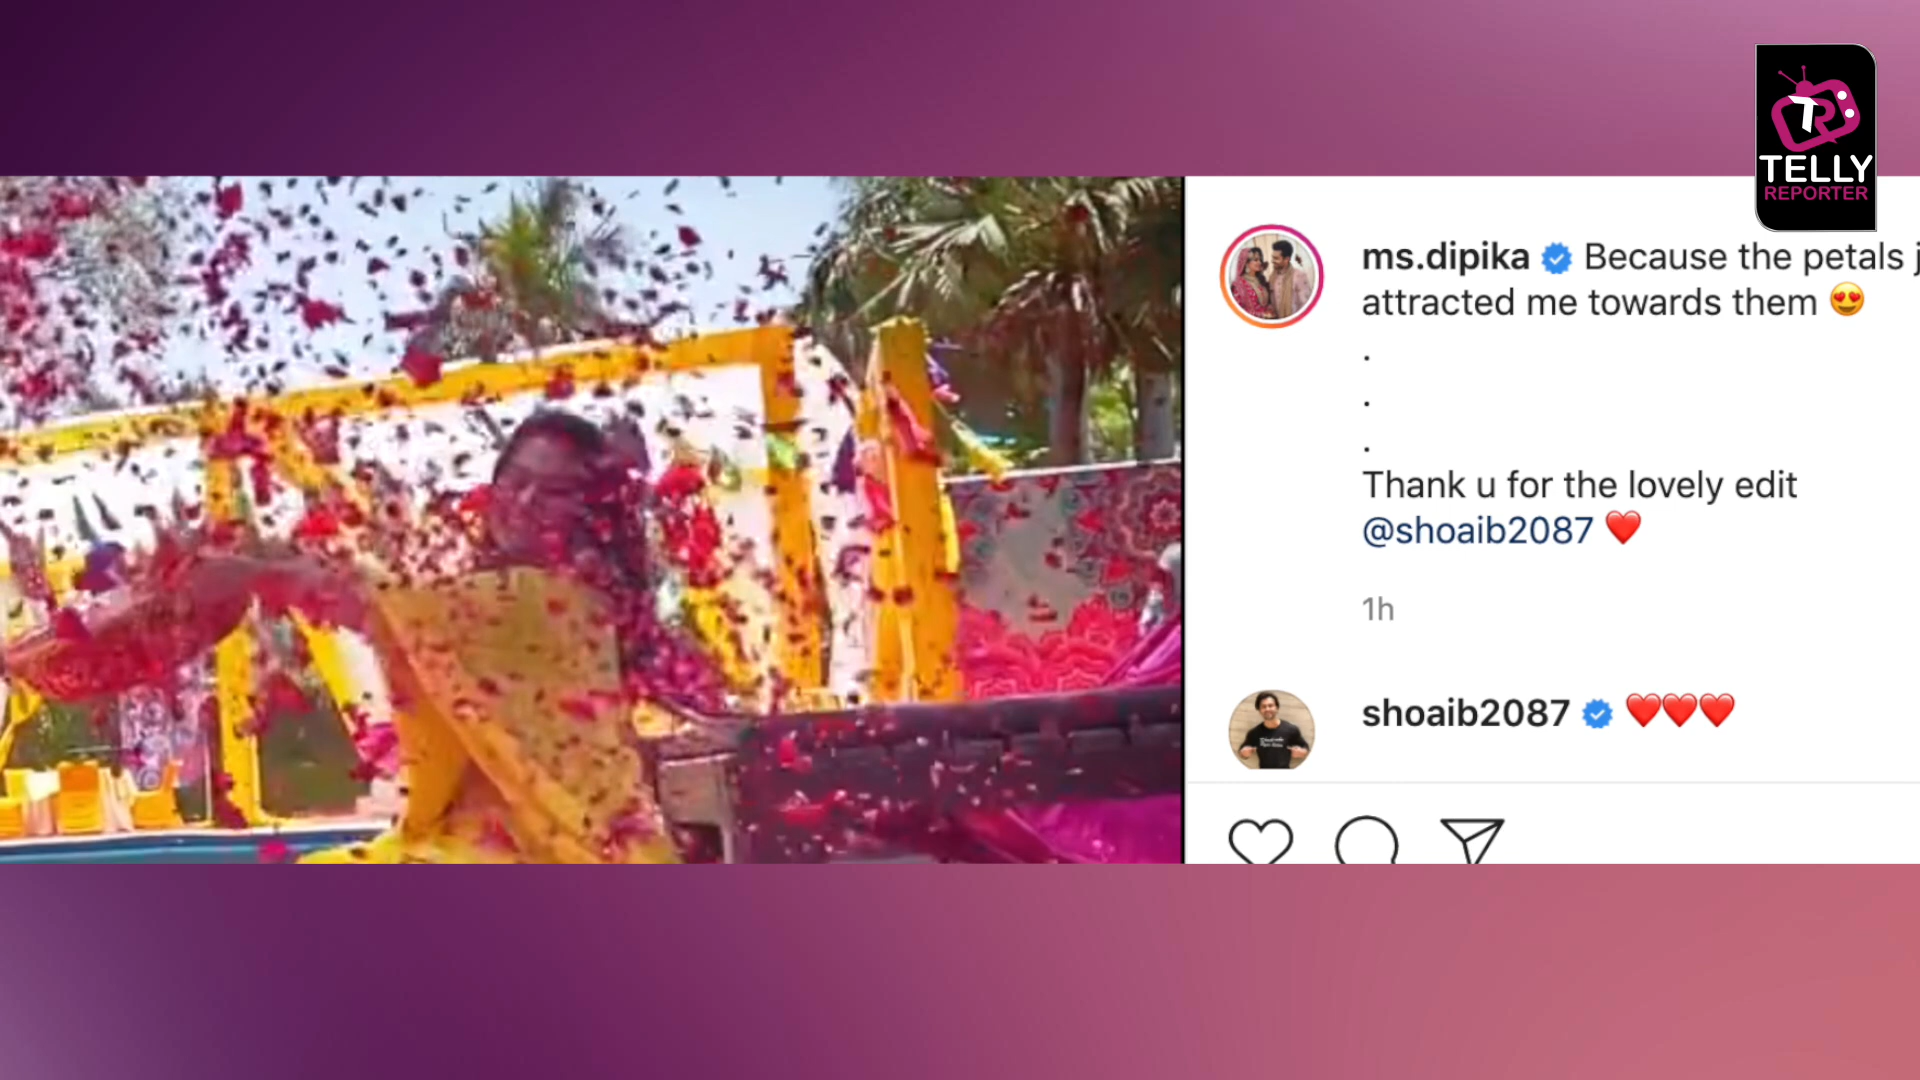 TR
TELLY
REPORTER
ms.dipika Because the petals j
attracted me towards them 😍
.
.
.
Thank u for the lovely edit
@shoaib2087 ❤️
1h
shoaib2087 ❤️❤️❤️